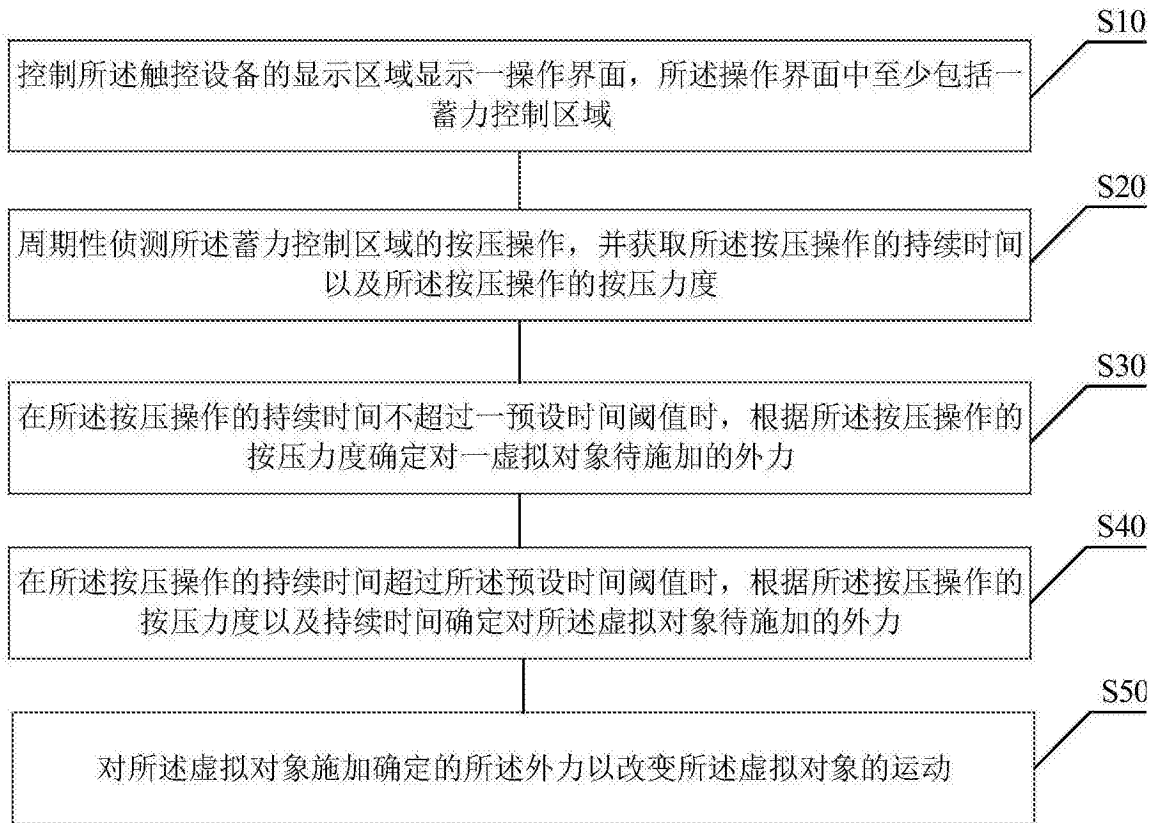 S10
控制所述触控设备的显示区域显示一操作界面，所述操作界面中至少包括一
蓄力控制区域
S20
周期性侦测所述蓄力控制区域的按压操作，并获取所述按压操作的持续时间
以及所述按压操作的按压力度
S30
在所述按压操作的持续时间不超过一预设时间阈值时，根据所述按压操作的
按压力度确定对一虚拟对象待施加的外力
S40
在所述按压操作的持续时间超过所述预设时间阈值时，根据所述按压操作的
按压力度以及持续时间确定对所述虚拟对象待施加的外力
S50
对所述虚拟对象施加确定的所述外力以改变所述虚拟对象的运动